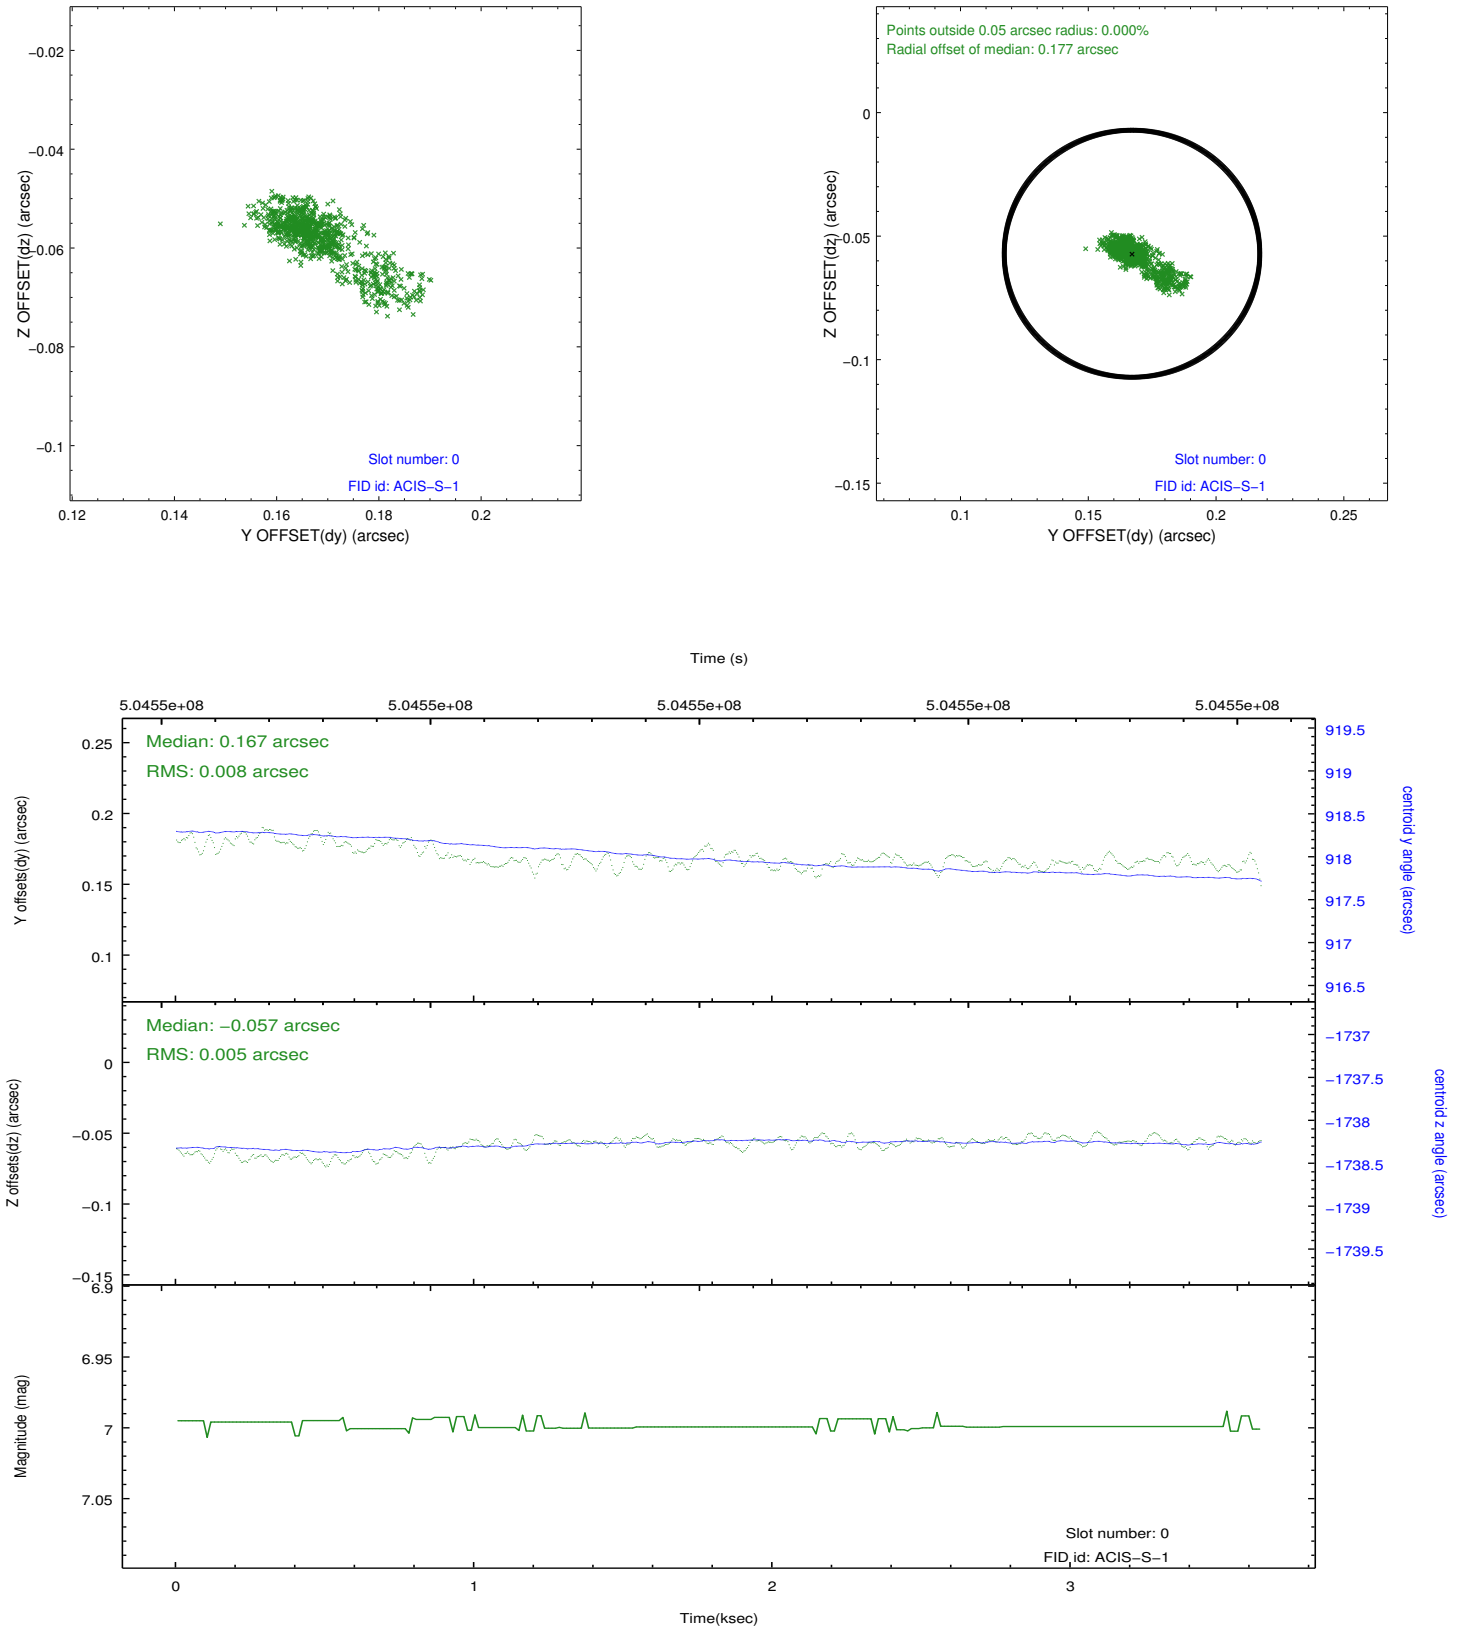 −0.02
−0.04
−0.06
−0.08
−0.1
Z OFFSET(dz) (arcsec)
Slot number: 0
FID id: ACIS−S−1
0.12 0.14 0.16 0.18 0.2
Y OFFSET(dy) (arcsec)
Points outside 0.05 arcsec radius: 0.000%
Radial offset of median: 0.177 arcsec
0
−0.05
−0.1
−0.15
Z OFFSET(dz) (arcsec)
Slot number: 0
FID id: ACIS−S−1
0.1 0.15 0.2 0.25
Y OFFSET(dy) (arcsec)
Time (s)
5.0455e+08 5.0455e+08 5.0455e+08 5.0455e+08 5.0455e+08
Median: 0.167 arcsec
RMS: 0.008 arcsec
0.25
0.2
0.15
0.1
Y offsets(dy) (arcsec)
919.5
919
918.5
918
917.5
917
916.5
centroid y angle (arcsec)
Median: −0.057 arcsec
RMS: 0.005 arcsec
0
−0.05
−0.1
−0.15
Z offsets(dz) (arcsec)
−1737
−1737.5
−1738
−1738.5
−1739
−1739.5
centroid z angle (arcsec)
6.9
6.95
7
7.05
Magnitude (mag)
Slot number: 0
FID id: ACIS−S−1
0 1 2 3
Time(ksec)